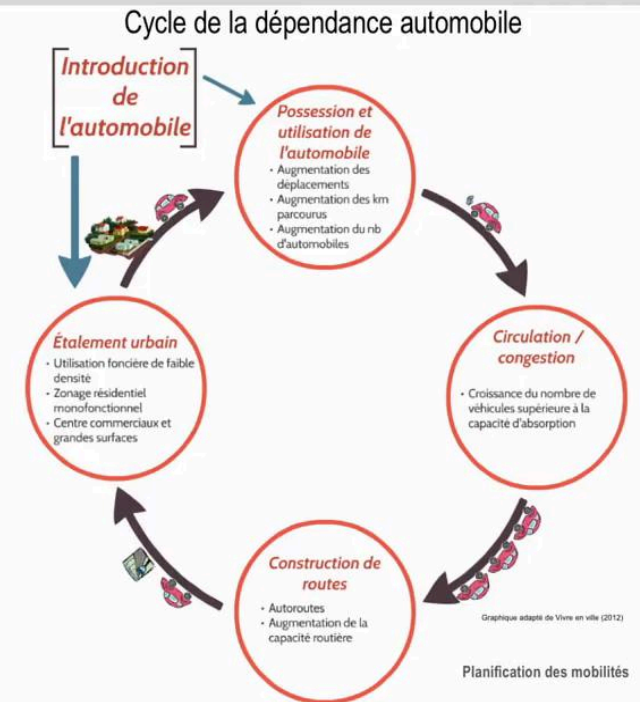 Cycle de la dépendance automobile
Introduction
de
l'automobile
Possession et
utilisation de
l'automobile
• Augmentation des
déplacements
• Augmentation des km
parcourus
• Augmentation du nb
d'automobiles
Circulation /
congestion
• Croissance du nombre de
véhicules supérieure à la
capacité d'absorption
Étalement urbain
• Utilisation foncière de faible
densité
• Zonage résidentiel
monofonctionnel
• Centre commerciaux et
grandes surfaces
Construction de
routes
• Autoroutes
• Augmentation de la
capacité routière
Graphique adapté de Vivre en ville (2012)
Planification des mobilités